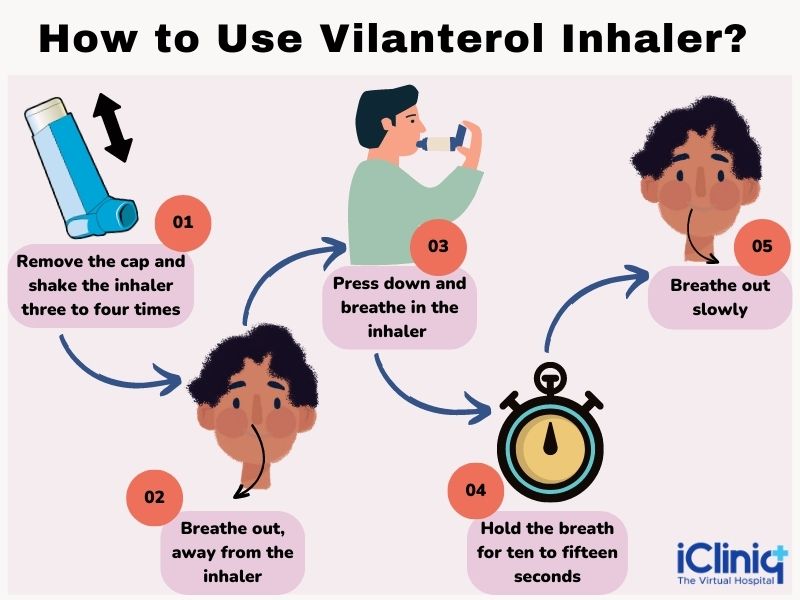 How to Use Vilanterol Inhaler?
01
Remove the cap and
shake the inhaler
three to four times
02
Breathe out,
away from the
inhaler
03
Press down and
breathe in the
inhaler
04
Hold the breath
for ten to fifteen
seconds
05
Breathe out
slowly
iCliniq
The Virtual Hospital